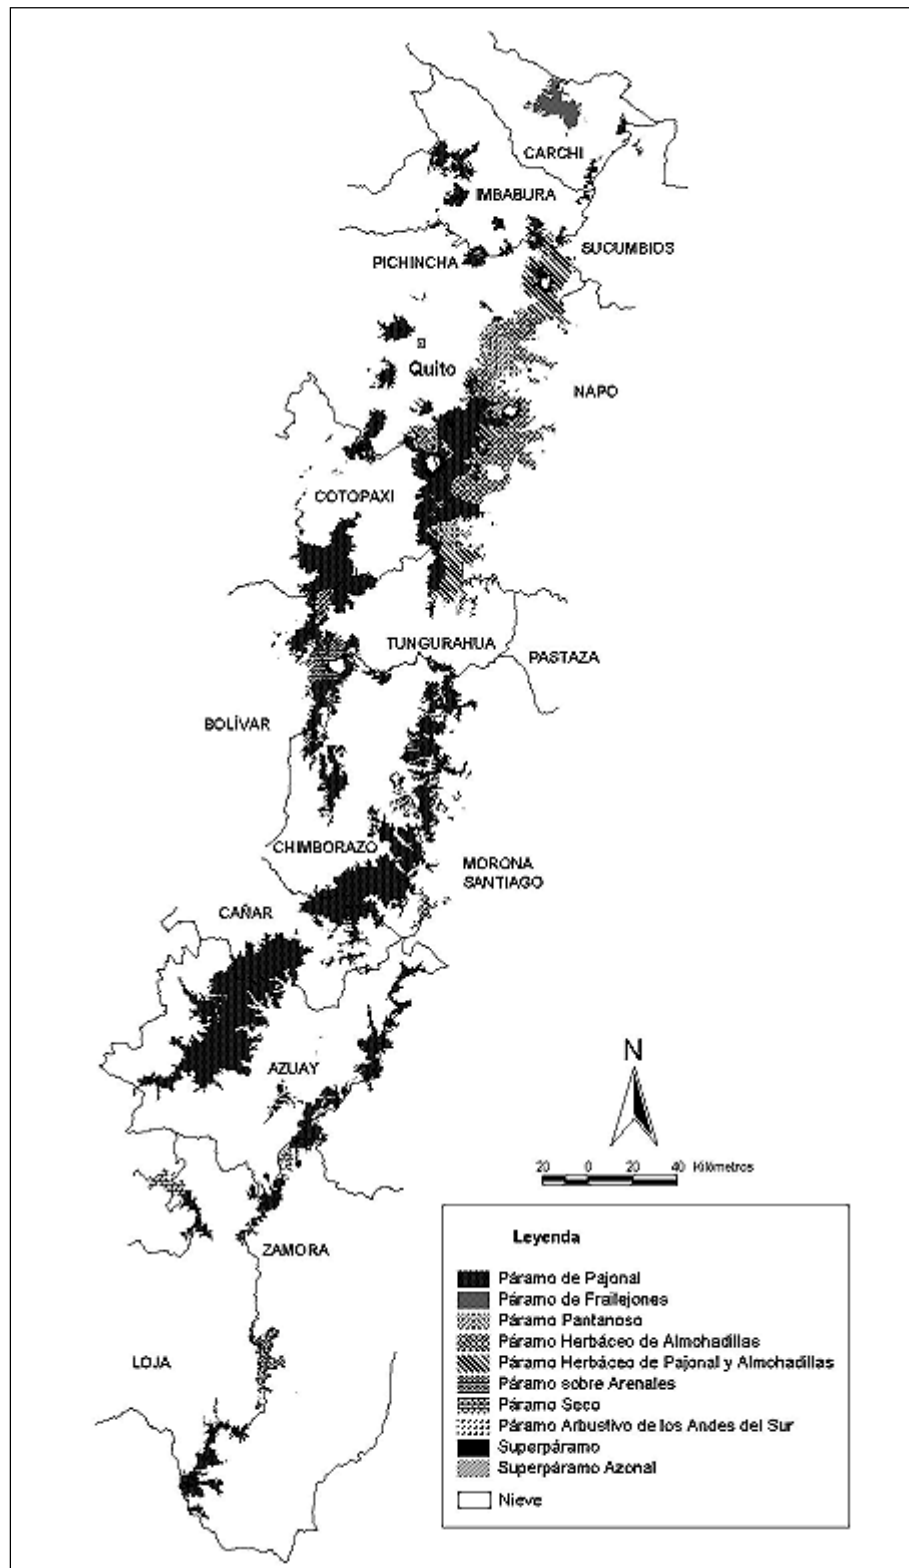 CARCHI
IMBABURA
SUCUMBIOS
PICHINCHA
Quito
NAPO
COTOPAXI
TUNGURAHUA
PASTAZA
BOLÍVAR
CHIMBORAZO
MORONA
SANTIAGO
CAÑAR
AZUAY
N
20 0 20 40 Kilómetros
ZAMORA
LOJA
Leyenda
Páramo de Pajonal
Páramo de Frailejones
Páramo Pantanoso
Páramo Herbáceo de Almohadillas
Páramo Herbáceo de Pajonal y Almohadillas
Páramo sobre Arenales
Páramo Seco
Páramo Arbustivo de los Andes del Sur
Superpáramo
Superpáramo Azonal
Nieve